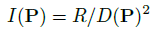 I(P) = R/D(P)²